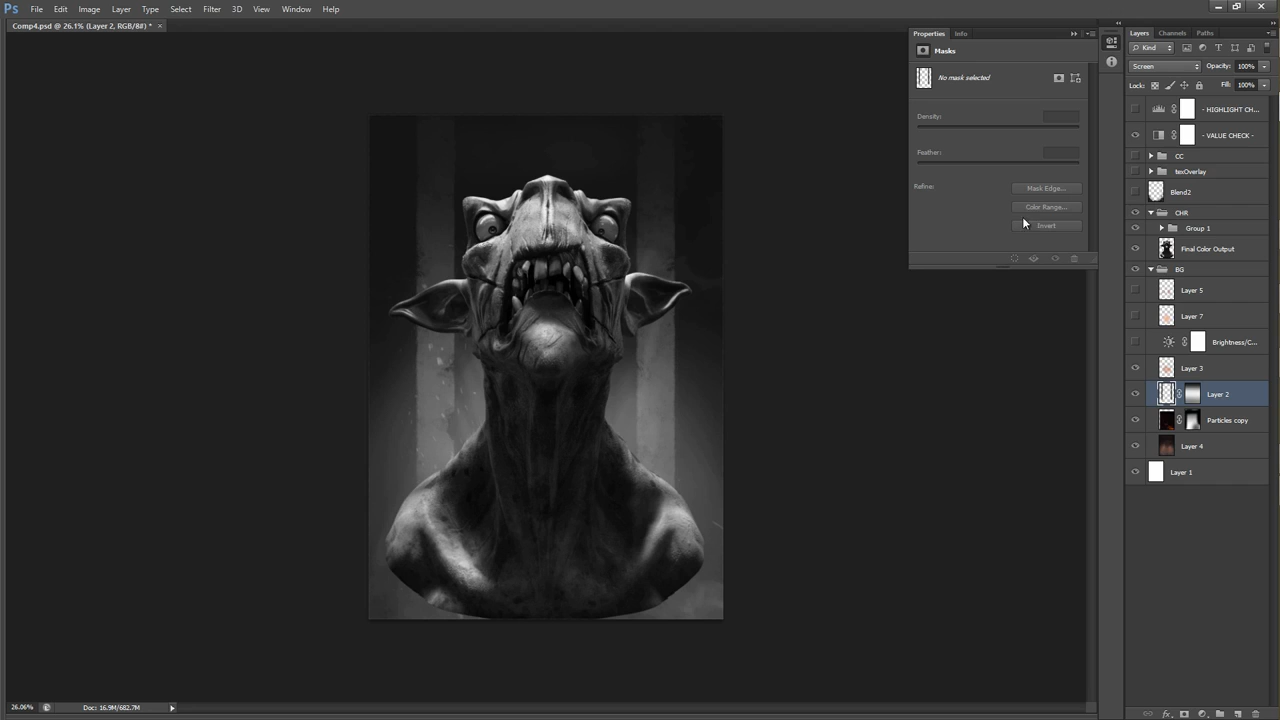 Ps File Edit Image Layer Type Select Filter 3D View Window Help
Comp4.psd @ 26.1% (Layer 2, RGB/8#) * ×
Properties Info
Masks
No mask selected
Density:
Feather:
Refine:
Mask Edge...
Color Range...
Invert
Layers Channels Paths
Kind
Screen Opacity: 100%
Lock: Fill: 100%
- HIGHLIGHT CH...
- VALUE CHECK -
CC
texOverlay
Blend2
CHR
Group 1
Final Color Output
BG
Layer 5
Layer 7
Brightness/C...
Layer 3
Layer 2
Particles copy
Layer 4
Layer 1
26.06% Doc: 16.9M/682.7M
fx